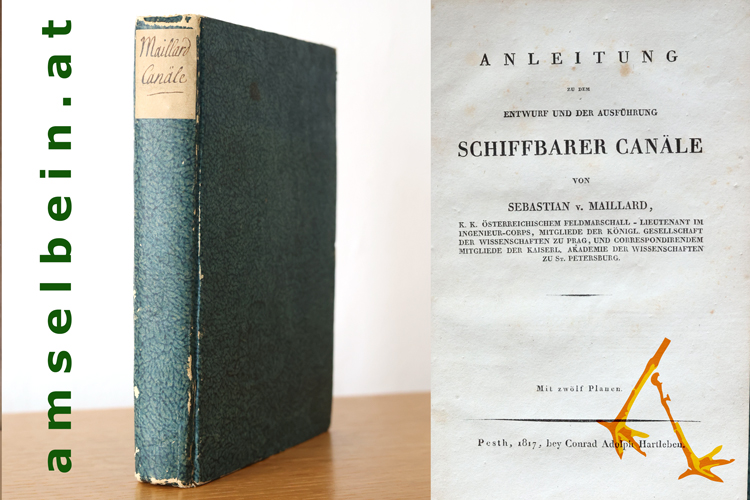 amselbein.at
Maillard
Canäle
ANLEITUNG
ZU DEM
ENTWURF UND DER AUSFÜHRUNG
SCHIFFBARER CANÄLE
VON
SEBASTIAN v. MAILLARD,
K. K. ÖSTERREICHISCHEM FELDMARSCHALL - LIEUTENANT IM
INGENIEUR-CORPS, MITGLIEDE DER KÖNIGL. GESELLSCHAFT
DER WISSENSCHAFTEN ZU PRAG, UND CORRESPONDIRENDEM
MITGLIEDE DER KAISERL. AKADEMIE DER WISSENSCHAFTEN
ZU ST. PETERSBURG.
Mit zwölf Planen.
Pesth, 1817, bey Conrad Adolph Hartleben.